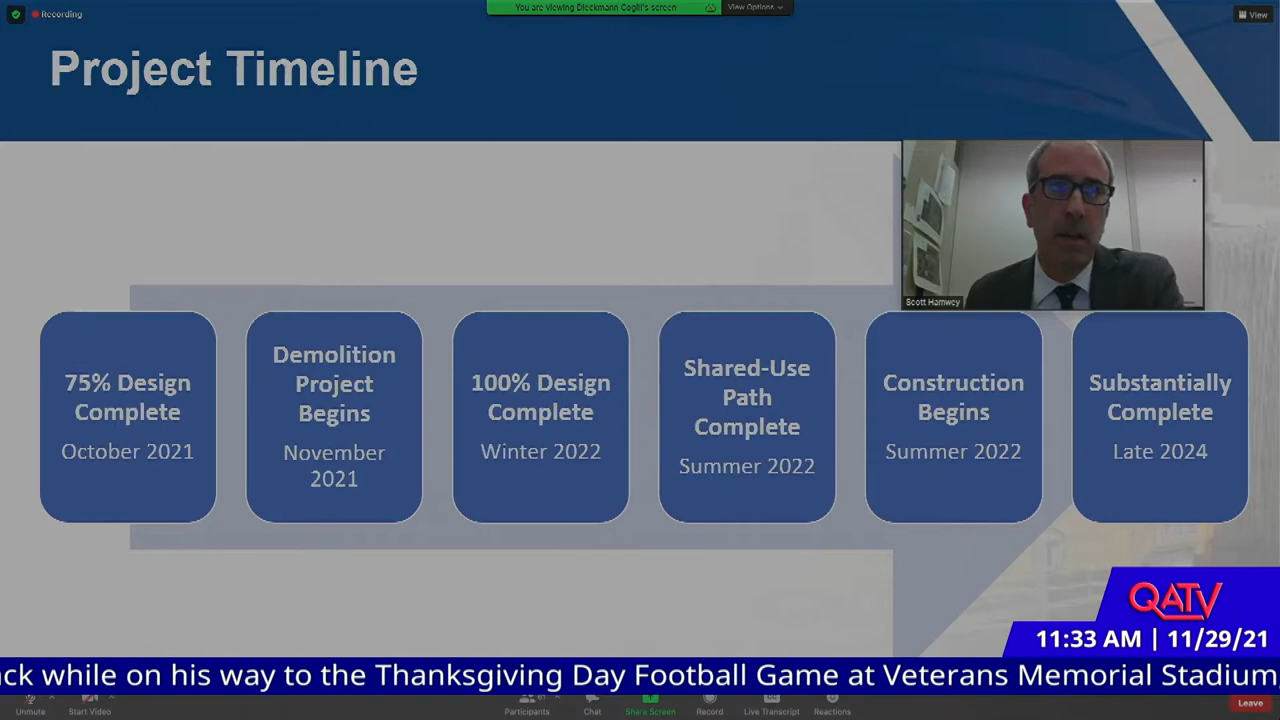 Recording
You are viewing Dieckmann Cogill's screen
View Options
View
Project Timeline
Scott Hamwey
75% Design
Complete
October 2021
Demolition
Project
Begins
November
2021
100% Design
Complete
Winter 2022
Shared-Use
Path
Complete
Summer 2022
Construction
Begins
Summer 2022
Substantially
Complete
Late 2024
QATV
11:33 AM | 11/29/21
ck while on his way to the Thanksgiving Day Football Game at Veterans Memorial Stadium,
Unmute
Start Video
Participants
Chat
Share Screen
Record
Live Transcript
Reactions
Leave